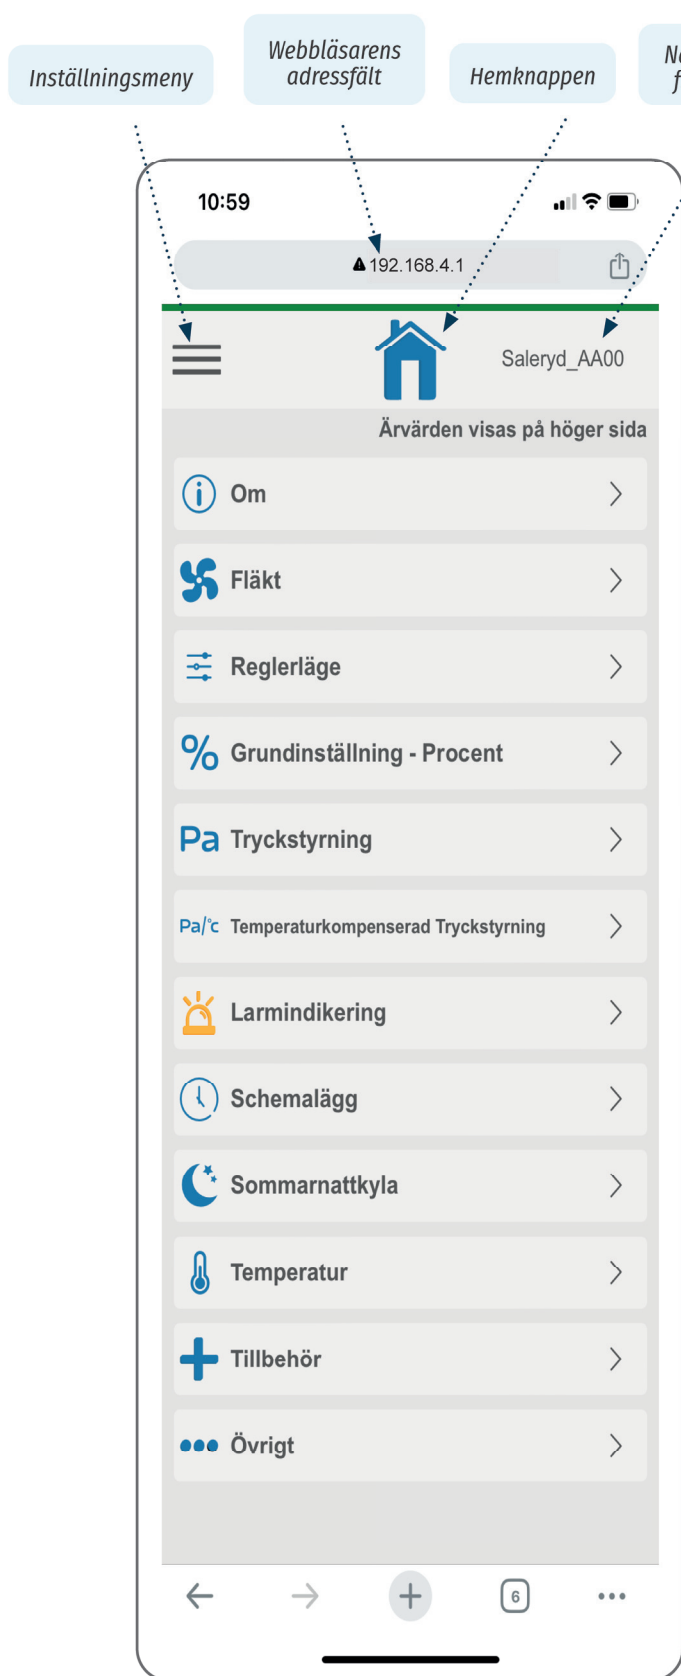 Inställningsmeny
Webbläsarens
adressfält
Hemknappen
10:59
192.168.4.1
Saleryd_AA00
Ärvärden visas på höger sida
Om
Fläkt
Reglerläge
% Grundinställning - Procent
Pa Tryckstyrning
Pa/°c Temperaturkompenserad Tryckstyrning
Larmindikering
Schemalägg
Sommarnattkyla
Temperatur
Tillbehör
Övrigt
6